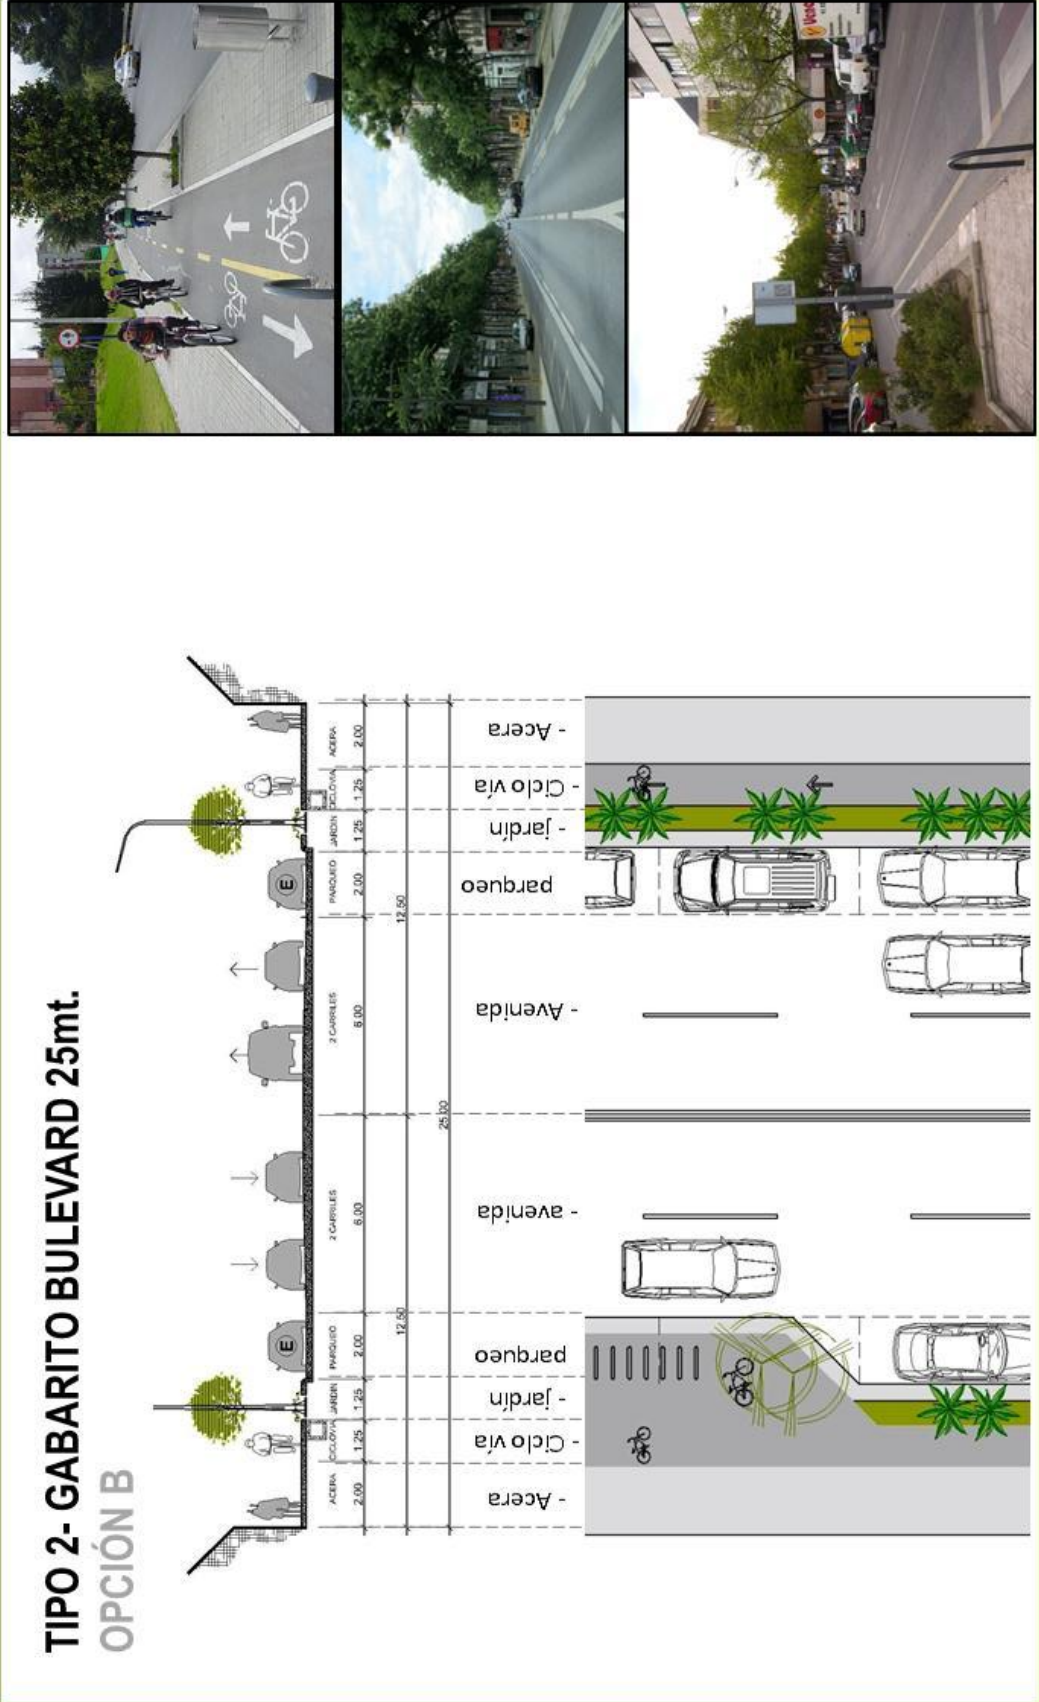 TIPO 2- GABARITO BULEVARD 25mt.
OPCIÓN B
E E
ACERA CICLOVIA JARDIN PARQUEO 2 CARRILES 2 CARRILES PARQUEO JARDIN CICLOVIA ACERA
2.00 1.25 1.25 2.00 6.00 6.00 2.00 1.25 1.25 2.00
12.50 12.50
25.00
- Acera
- Ciclo vía
- jardín
parqueo
- avenida
- Avenida
parqueo
- jardín
- Ciclo vía
- Acera